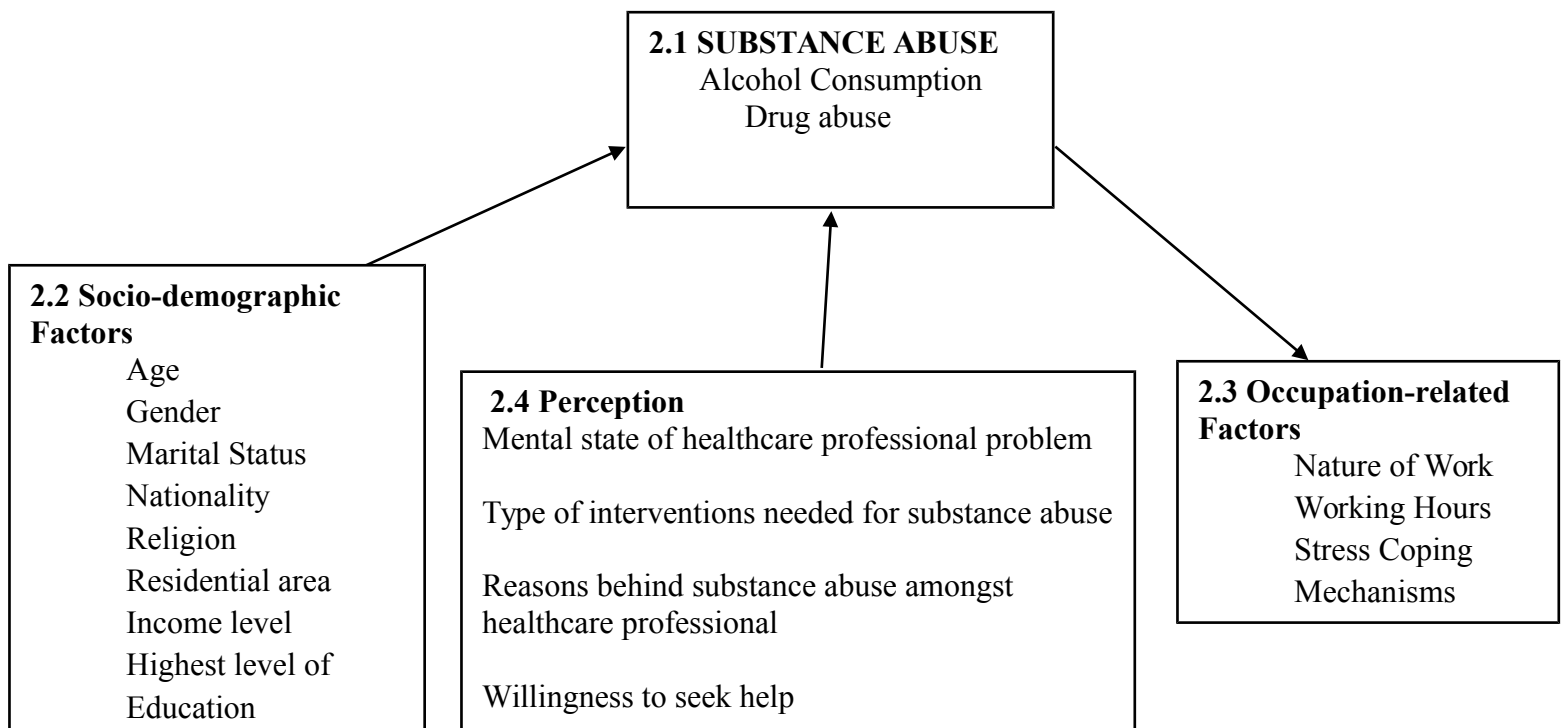 2.1 SUBSTANCE ABUSE
Alcohol Consumption
Drug abuse
2.2 Socio-demographic
Factors
Age
Gender
Marital Status
Nationality
Religion
Residential area
Income level
Highest level of
Education
2.4 Perception
Mental state of healthcare professional problem
Type of interventions needed for substance abuse
Reasons behind substance abuse amongst
healthcare professional
Willingness to seek help
2.3 Occupation-related
Factors
Nature of Work
Working Hours
Stress Coping
Mechanisms